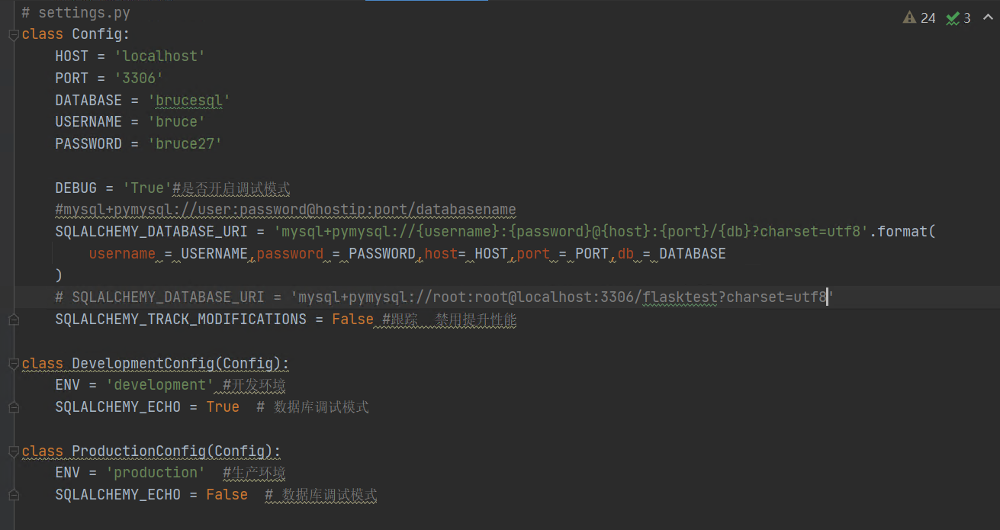 # settings.py
24 3
class Config:
    HOST = 'localhost'
    PORT = '3306'
    DATABASE = 'brucesql'
    USERNAME = 'bruce'
    PASSWORD = 'bruce27'
    DEBUG = 'True'#是否开启调试模式
    #mysql+pymysql://user:password@hostip:port/databasename
    SQLALCHEMY_DATABASE_URI = 'mysql+pymysql://{username}:{password}@{host}:{port}/{db}?charset=utf8'.format(
        username = USERNAME,password = PASSWORD,host= HOST,port = PORT,db = DATABASE
    )
    # SQLALCHEMY_DATABASE_URI = 'mysql+pymysql://root:root@localhost:3306/flasktest?charset=utf8'
    SQLALCHEMY_TRACK_MODIFICATIONS = False #跟踪  禁用提升性能
class DevelopmentConfig(Config):
    ENV = 'development' #开发环境
    SQLALCHEMY_ECHO = True  # 数据库调试模式
class ProductionConfig(Config):
    ENV = 'production'  #生产环境
    SQLALCHEMY_ECHO = False  # 数据库调试模式